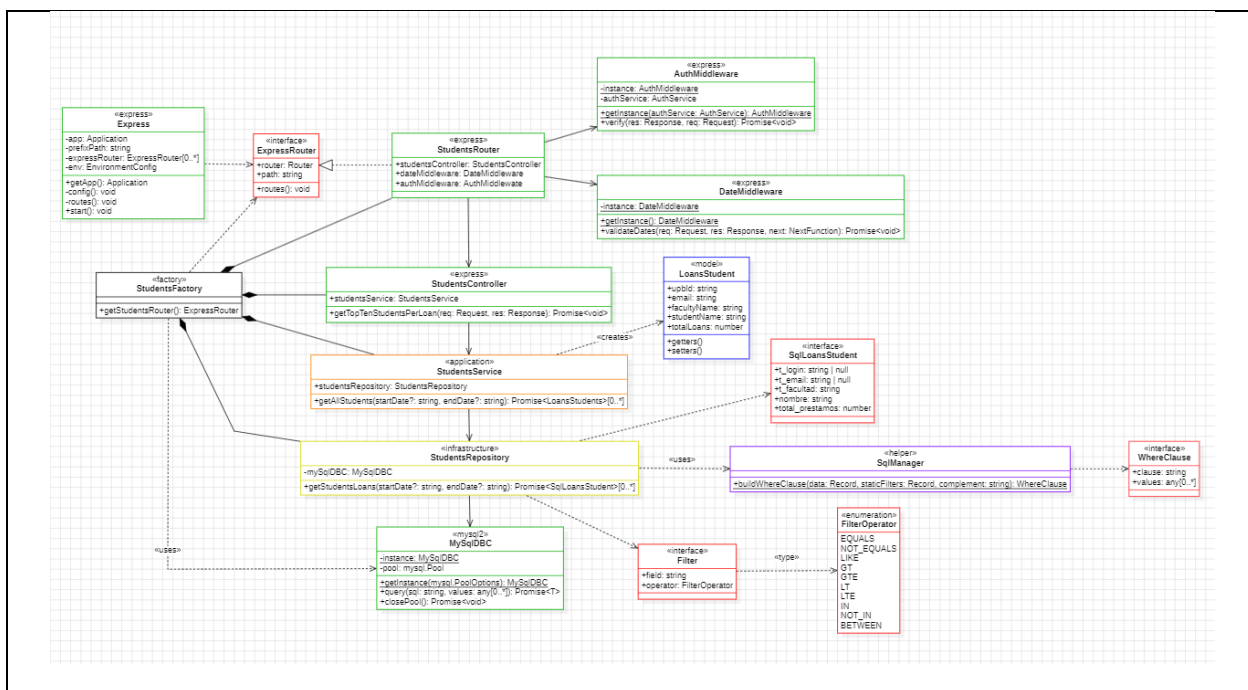 «express»
AuthMiddleware
-instance: AuthMiddleware
-authService: AuthService
+getInstance(authService: AuthService): AuthMiddleware
+verify(res: Response, req: Request): Promise<void>
«express»
Express
-app: Application
-prefixPath: string
-expressRouter: ExpressRouter[0..*]
-env: EnvironmentConfig
+getApp(): Application
-config(): void
-routes(): void
+start(): void
«interface»
ExpressRouter
+router: Router
+path: string
+routes(): void
«express»
StudentsRouter
+studentsController: StudentsController
+dateMiddleware: DateMiddleware
+authMiddleware: AuthMiddlewate
«express»
DateMiddleware
-instance: DateMiddleware
+getInstance(): DateMiddleware
+validateDates(req: Request, res: Response, next: NextFunction): Promise<void>
«factory»
StudentsFactory
+getStudentsRouter(): ExpressRouter
«express»
StudentsController
+studentsService: StudentsService
+getTopTenStudentsPerLoan(req: Request, res: Response): Promise<void>
«model»
LoansStudent
+upbId: string
+email: string
+facultyName: string
+studentName: string
+totalLoans: number
+getters()
+setters()
«creates»
«application»
StudentsService
+studentsRepository: StudentsRepository
+getAllStudents(startDate?: string, endDate?: string): Promise<LoansStudents>[0..*]
«interface»
SqlLoansStudent
+t_login: string | null
+t_email: string | null
+t_facultad: string
+nombre: string
+total_prestamos: number
«infrastructure»
StudentsRepository
-mySqlDBC: MySqlDBC
+getStudentsLoans(startDate?: string, endDate?: string): Promise<SqlLoansStudent>[0..*]
«uses»
«helper»
SqlManager
+buildWhereClause(data: Record, staticFilters: Record, complement: string): WhereClause
«interface»
WhereClause
+clause: string
+values: any[0..*]
«uses»
«mysql2»
MySqlDBC
-instance: MySqlDBC
-pool: mysql.Pool
+getInstance(mysql.PoolOptions): MySqlDBC
+query(sql: string, values: any[0..*]): Promise<T>
+closePool(): Promise<void>
«interface»
Filter
+field: string
+operator: FilterOperator
«type»
«enumeration»
FilterOperator
EQUALS
NOT_EQUALS
LIKE
GT
GTE
LT
LTE
IN
NOT_IN
BETWEEN